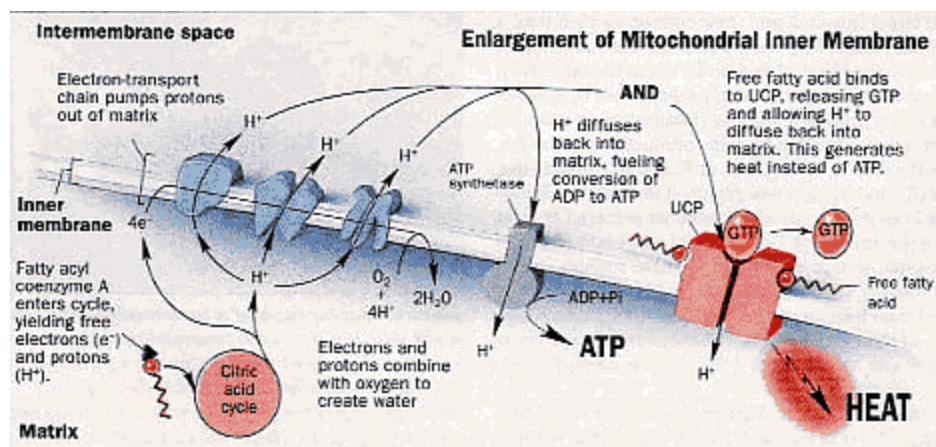 Intermembrane space
Enlargement of Mitochondrial Inner Membrane
Electron-transport
chain pumps protons
out of matrix
H⁺
H⁺
H⁺
AND
H⁺ diffuses
back into
matrix, fueling
conversion of
ADP to ATP
Free fatty acid binds
to UCP, releasing GTP
and allowing H⁺ to
diffuse back into
matrix. This generates
heat instead of ATP.
ATP
synthetase
UCP
GTP
GTP
Inner
membrane
4e⁻
Fatty acyl
coenzyme A
enters cycle,
yielding free
electrons (e⁻)
and protons
(H⁺).
H⁺
O₂
+
4H⁺
2H₂O
ADP+Pi
Free fatty
acid
ATP
H⁺
H⁺
Electrons and
protons combine
with oxygen to
create water
Citric
acid
cycle
HEAT
Matrix